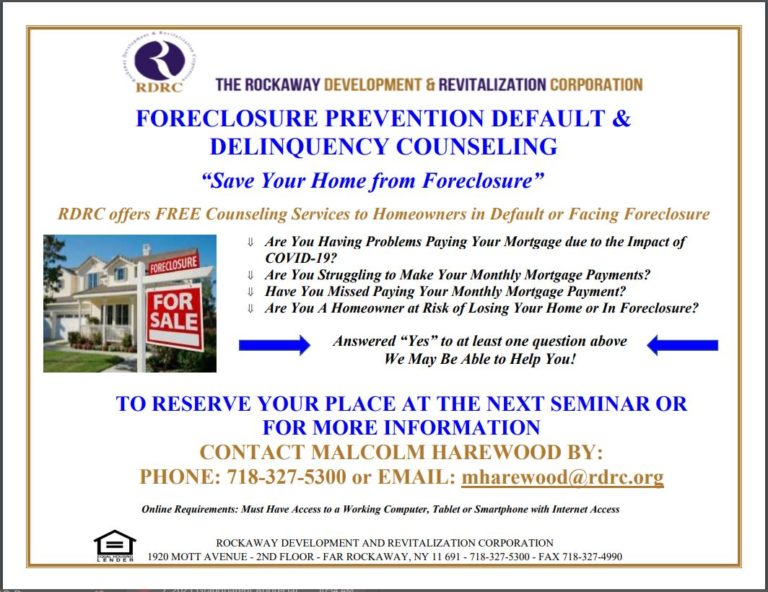 RDRC
THE ROCKAWAY DEVELOPMENT & REVITALIZATION CORPORATION
FORECLOSURE PREVENTION DEFAULT &
DELINQUENCY COUNSELING
“Save Your Home from Foreclosure”
RDRC offers FREE Counseling Services to Homeowners in Default or Facing Foreclosure
FORECLOSURE
FOR
SALE
⇓ Are You Having Problems Paying Your Mortgage due to the Impact of
COVID-19?
⇓ Are You Struggling to Make Your Monthly Mortgage Payments?
⇓ Have You Missed Paying Your Monthly Mortgage Payment?
⇓ Are You A Homeowner at Risk of Losing Your Home or In Foreclosure?
Answered “Yes” to at least one question above
We May Be Able to Help You!
TO RESERVE YOUR PLACE AT THE NEXT SEMINAR OR
FOR MORE INFORMATION
CONTACT MALCOLM HAREWOOD BY:
PHONE: 718-327-5300 or EMAIL: mharewood@rdrc.org
Online Requirements: Must Have Access to a Working Computer, Tablet or Smartphone with Internet Access
EQUAL HOUSING
LENDER
ROCKAWAY DEVELOPMENT AND REVITALIZATION CORPORATION
1920 MOTT AVENUE - 2ND FLOOR - FAR ROCKAWAY, NY 11 691 - 718-327-5300 - FAX 718-327-4990